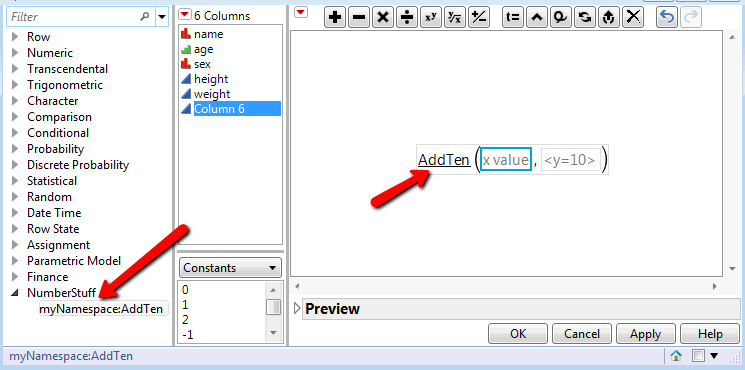 Filter
Row
Numeric
Transcendental
Trigonometric
Character
Comparison
Conditional
Probability
Discrete Probability
Statistical
Random
Date Time
Row State
Assignment
Parametric Model
Finance
NumberStuff
myNamespace:AddTen
6 Columns
name
age
sex
height
weight
Column 6
Constants
0
1
2
-1
xʸ
ʸ√x
+/-
t=
AddTen ( x value , <y=10> )
Preview
OK Cancel Apply Help
myNamespace:AddTen